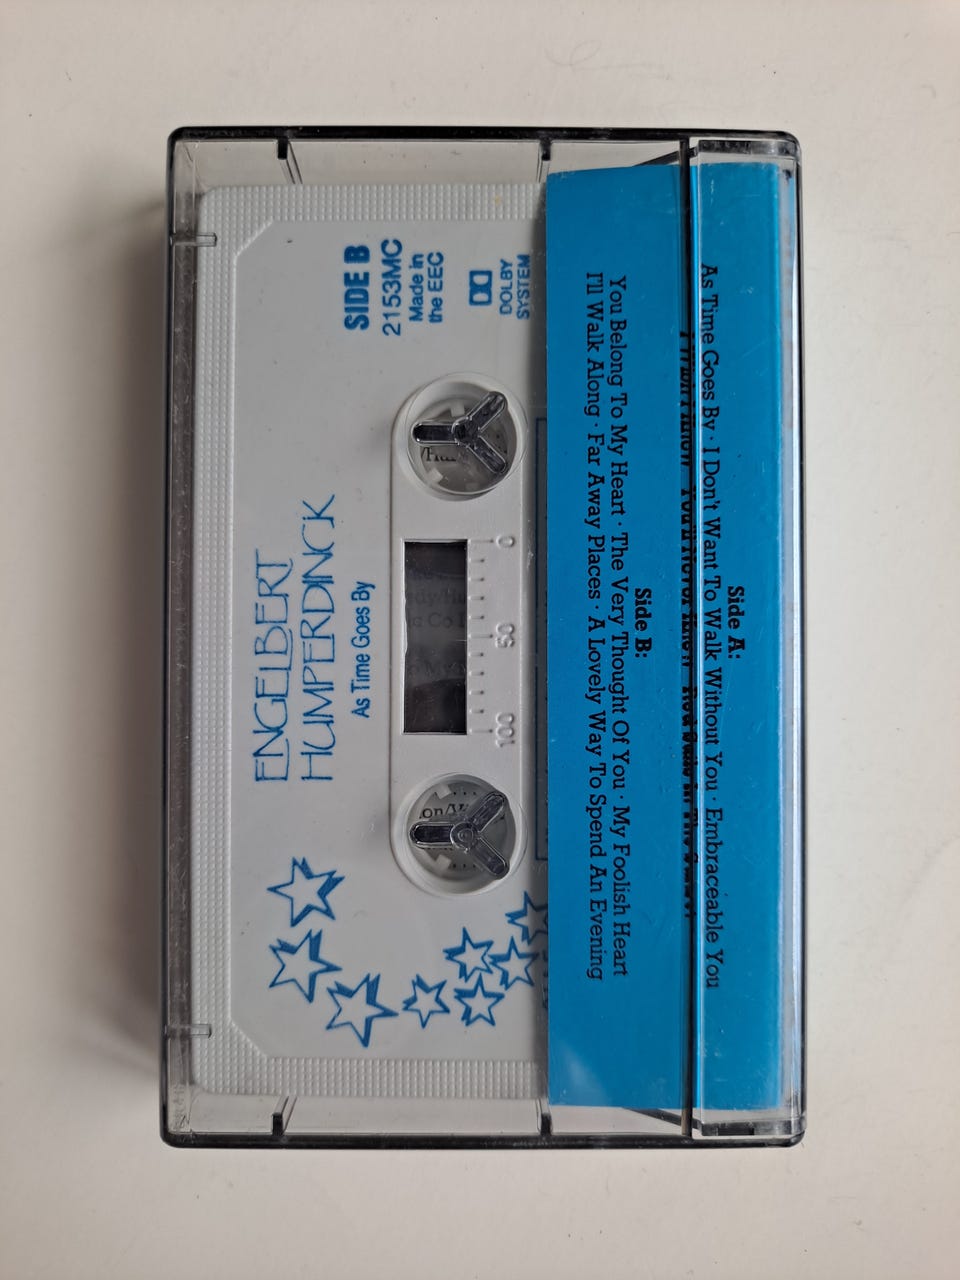 ENGELBERT
HUMPERDINCK
As Time Goes By
SIDE B
2153MC
Made in
the EEC
DOLBY
SYSTEM
0 50 100
Side A:
As Time Goes By · I Don't Want To Walk Without You · Embraceable You
Side B:
You Belong To My Heart · The Very Thought Of You · My Foolish Heart
I'll Walk Along · Far Away Places · A Lovely Way To Spend An Evening